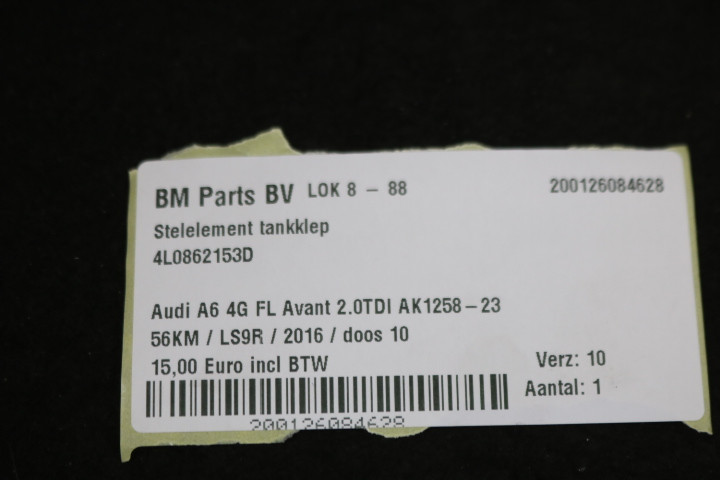 BM Parts BV LOK 8 - 88 200126084628
Stelelement tankklep
4L0862153D
Audi A6 4G FL Avant 2.0TDI AK1258-23
56KM / LS9R / 2016 / doos 10
15,00 Euro incl BTW Verz: 10
Aantal: 1
200126084628